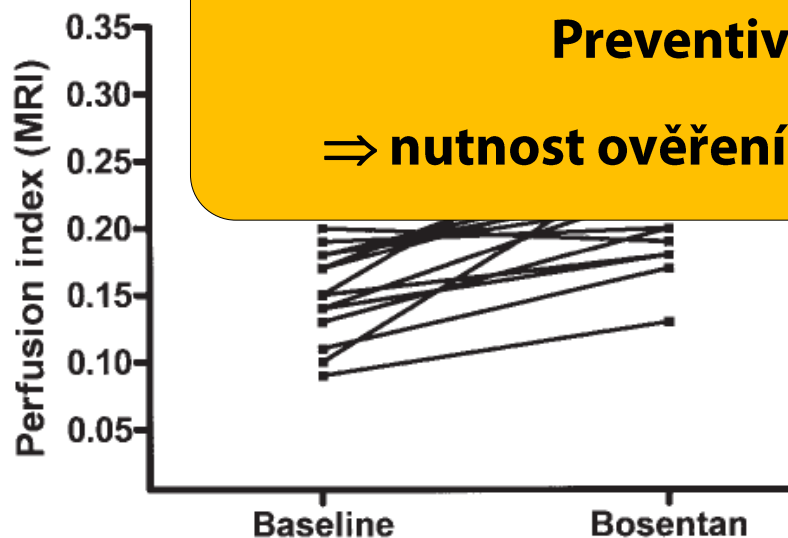 Preventiv
⇒ nutnost ověření
Perfusion index (MRI)
0.35
0.30
0.25
0.20
0.15
0.10
0.05
Baseline Bosentan